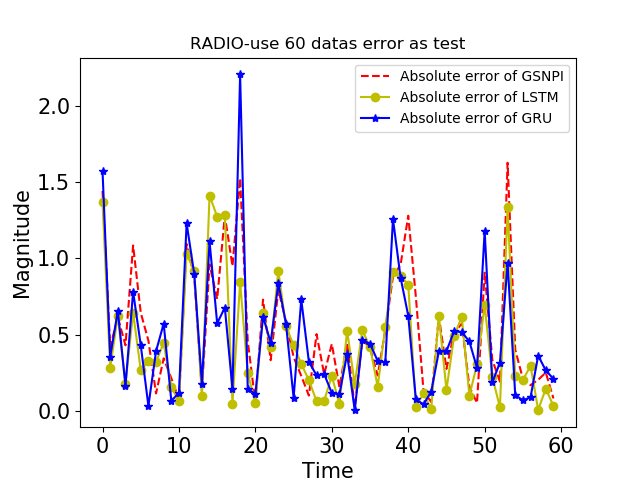 RADIO-use 60 datas error as test
Absolute error of GSNPI
Absolute error of LSTM
Absolute error of GRU
Magnitude
2.0
1.5
1.0
0.5
0.0
0 10 20 30 40 50 60
Time